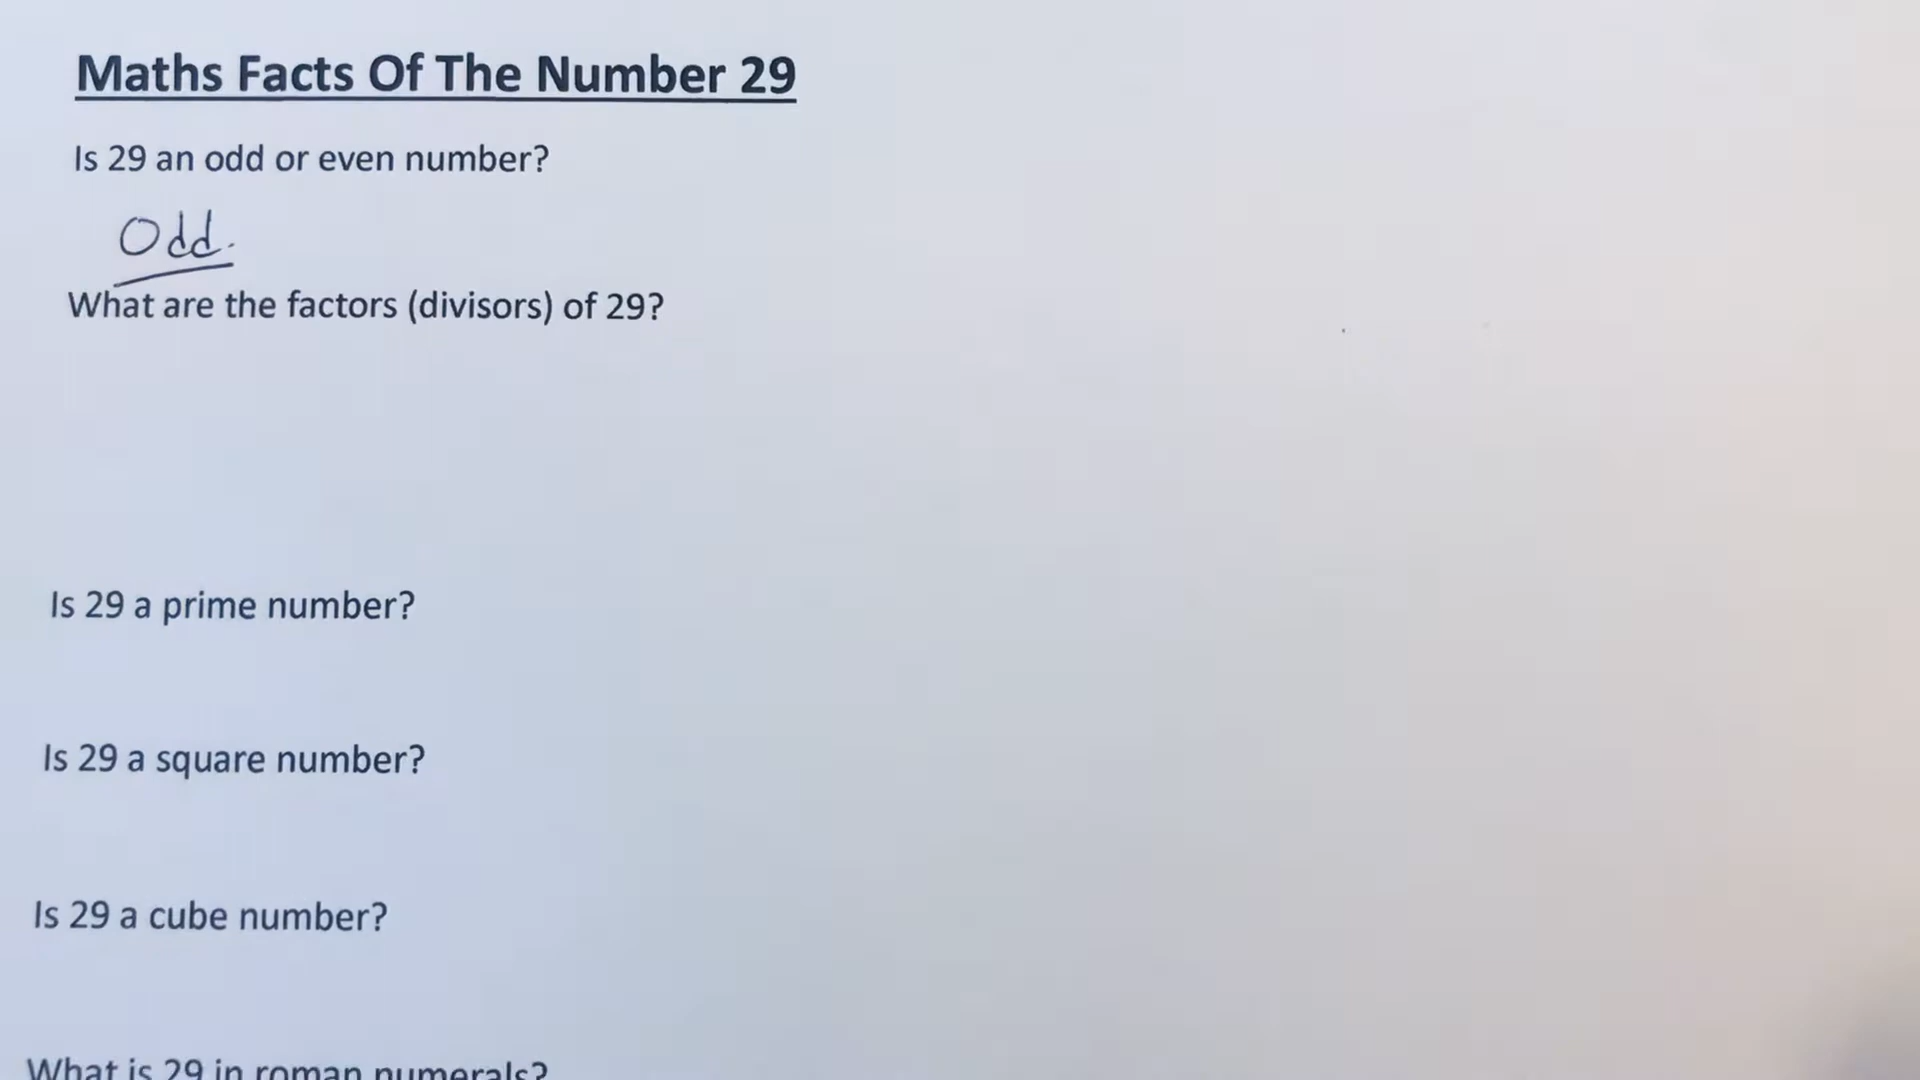 Maths Facts Of The Number 29
Is 29 an odd or even number?
Odd.
What are the factors (divisors) of 29?
Is 29 a prime number?
Is 29 a square number?
Is 29 a cube number?
What is 29 in roman numerals?